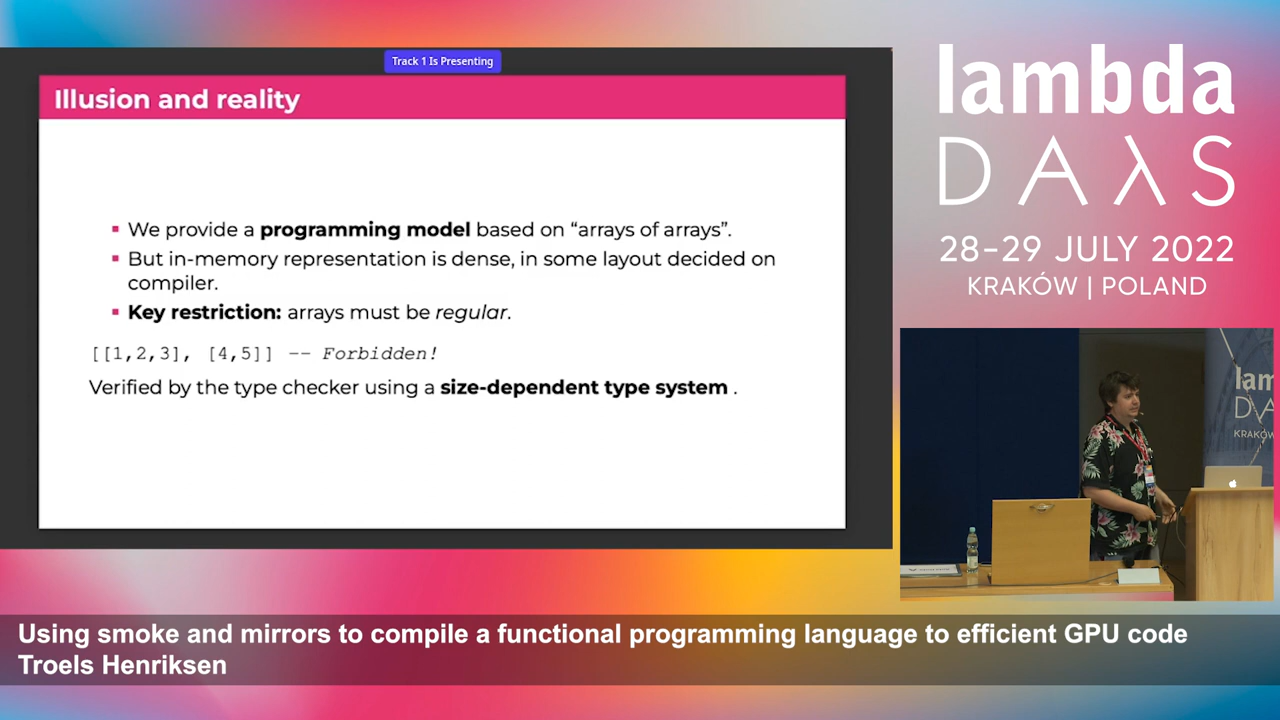 Track 1 Is Presenting
Illusion and reality
▪ We provide a programming model based on “arrays of arrays”.
▪ But in-memory representation is dense, in some layout decided on
compiler.
▪ Key restriction: arrays must be regular.
[[1,2,3], [4,5]] -- Forbidden!
Verified by the type checker using a size-dependent type system .
lambda
DAλS
28-29 JULY 2022
KRAKÓW | POLAND
lam
DA
KRAKÓW
Using smoke and mirrors to compile a functional programming language to efficient GPU code
Troels Henriksen